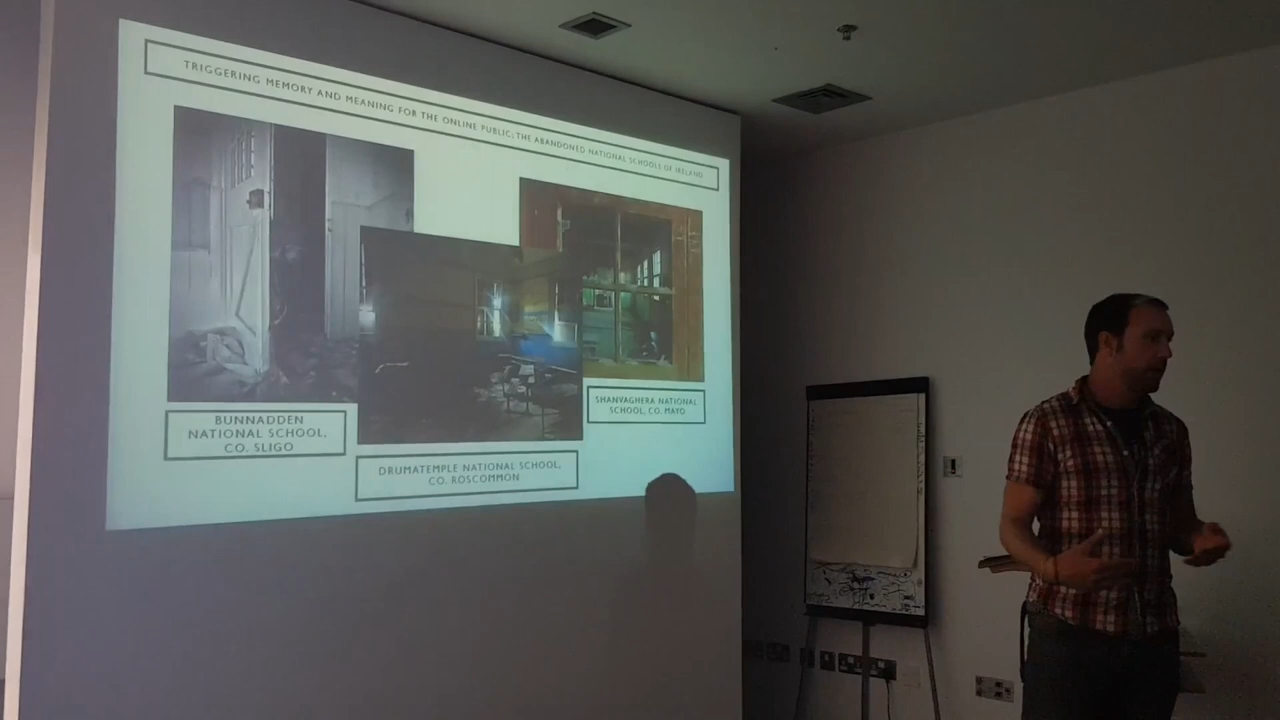 TRIGGERING MEMORY AND MEANING FOR THE ONLINE PUBLIC: THE ABANDONED NATIONAL SCHOOLS OF IRELAND
BUNNADDEN
NATIONAL SCHOOL,
CO. SLIGO
DRUMATEMPLE NATIONAL SCHOOL,
CO. ROSCOMMON
SHANVAGHERA NATIONAL
SCHOOL, CO. MAYO